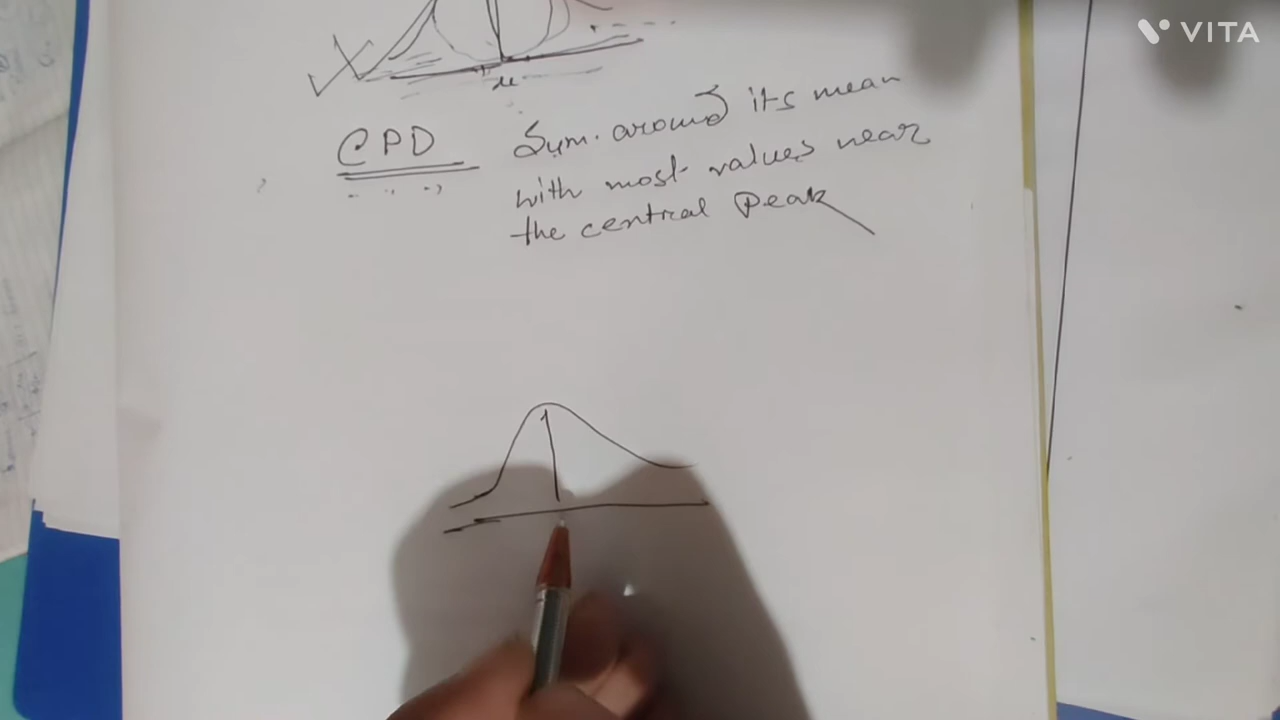 VITA
μ
CPD
Sym. around its mean
with most values near
the central Peak